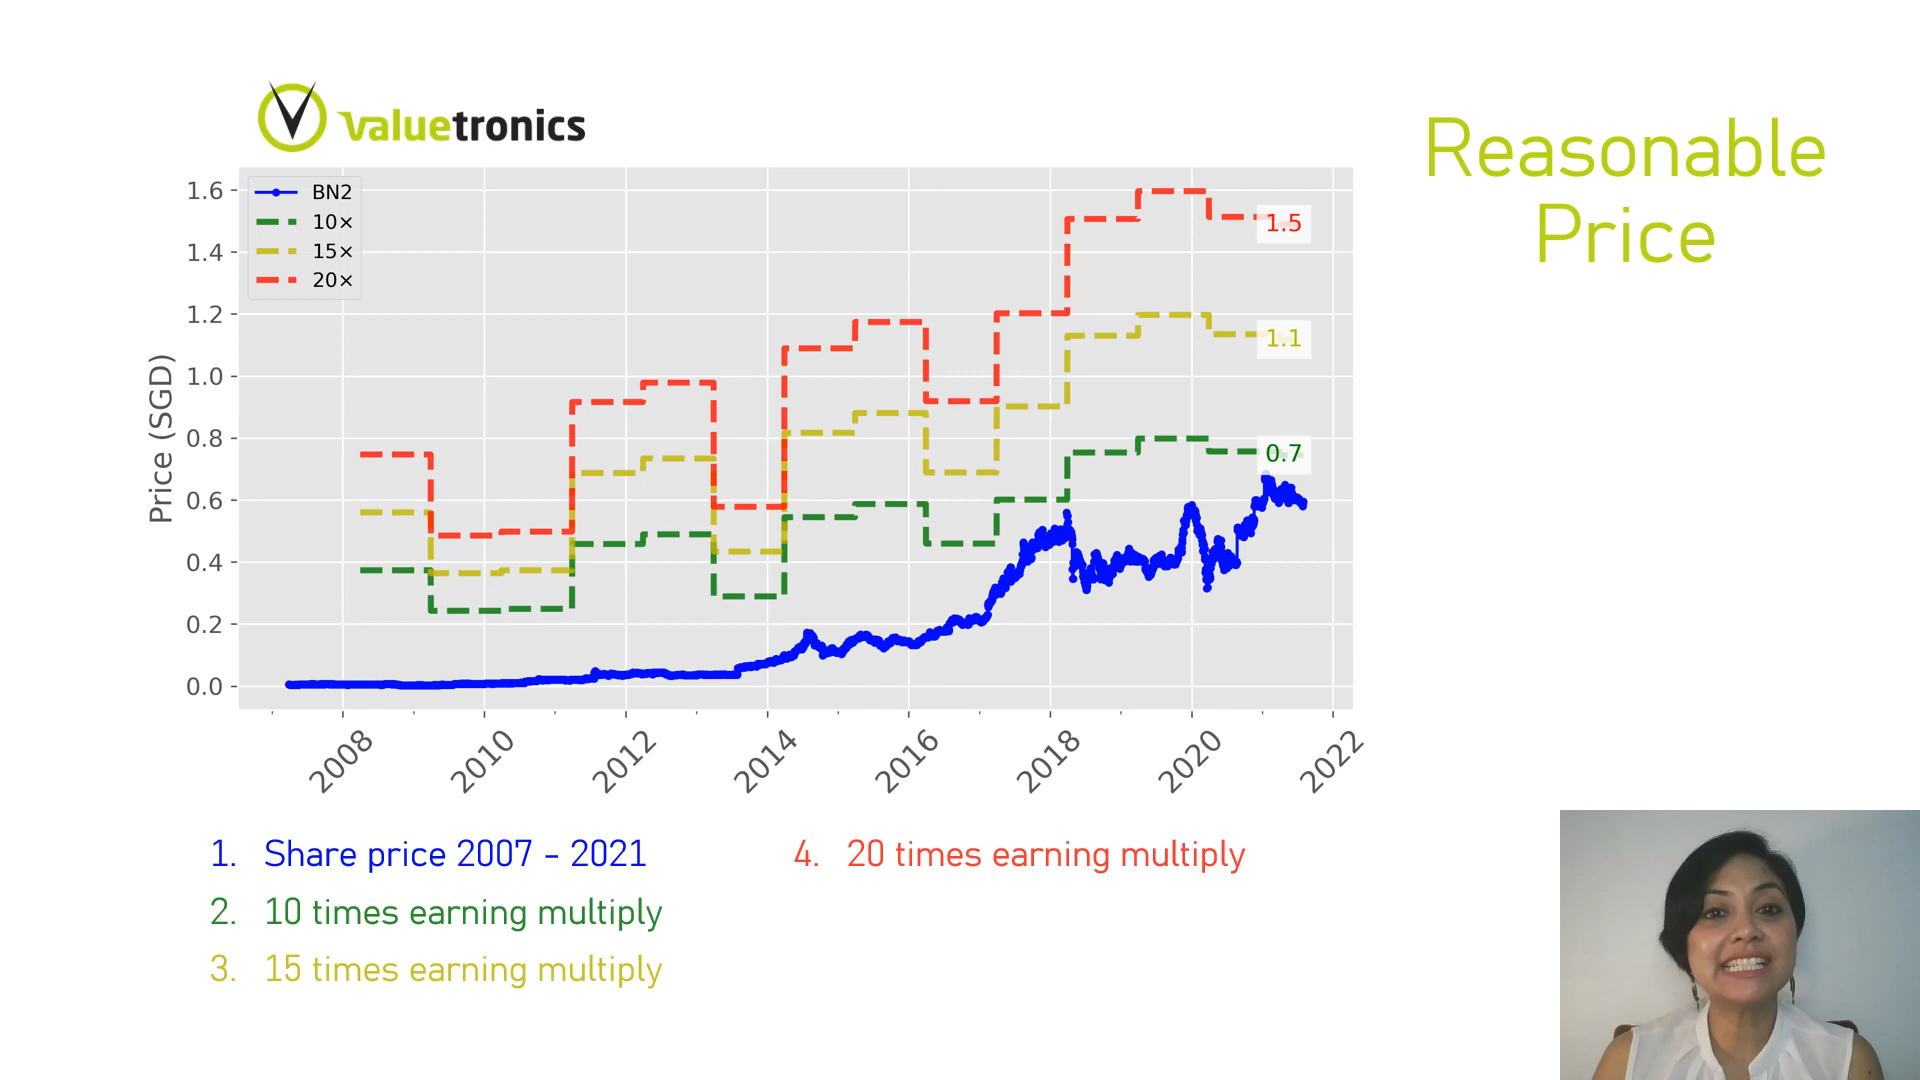 valuetronics
Reasonable
Price
BN2
10×
15×
20×
1.6
1.4
1.2
1.0
0.8
0.6
0.4
0.2
0.0
Price (SGD)
1.5
1.1
0.7
2008
2010
2012
2014
2016
2018
2020
2022
1. Share price 2007 - 2021
2. 10 times earning multiply
3. 15 times earning multiply
4. 20 times earning multiply